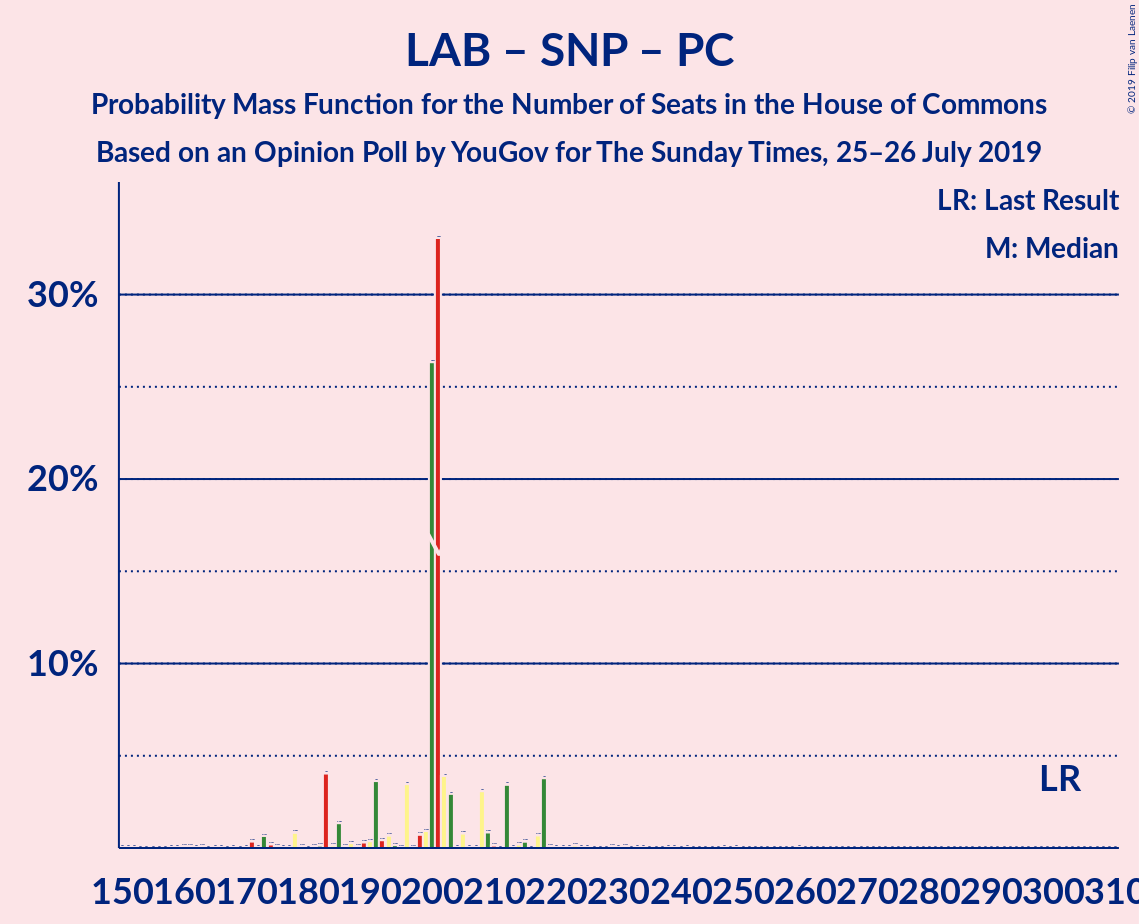 LAB – SNP – PC
Probability Mass Function for the Number of Seats in the House of Commons
Based on an Opinion Poll by YouGov for The Sunday Times, 25–26 July 2019
© 2019 Filip van Laenen
LR: Last Result
M: Median
30%
20%
10%
LR
150 160 170 180 190 200 210 220 230 240 250 260 270 280 290 300 310